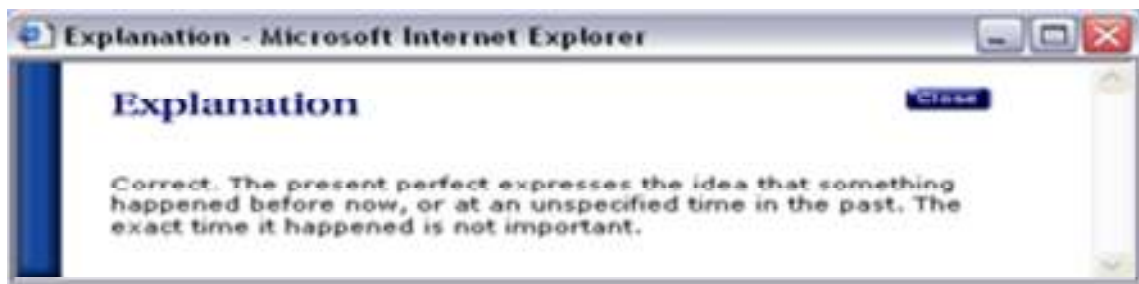 Explanation - Microsoft Internet Explorer
Explanation
Close
Correct. The present perfect expresses the idea that something
happened before now, or at an unspecified time in the past. The
exact time it happened is not important.